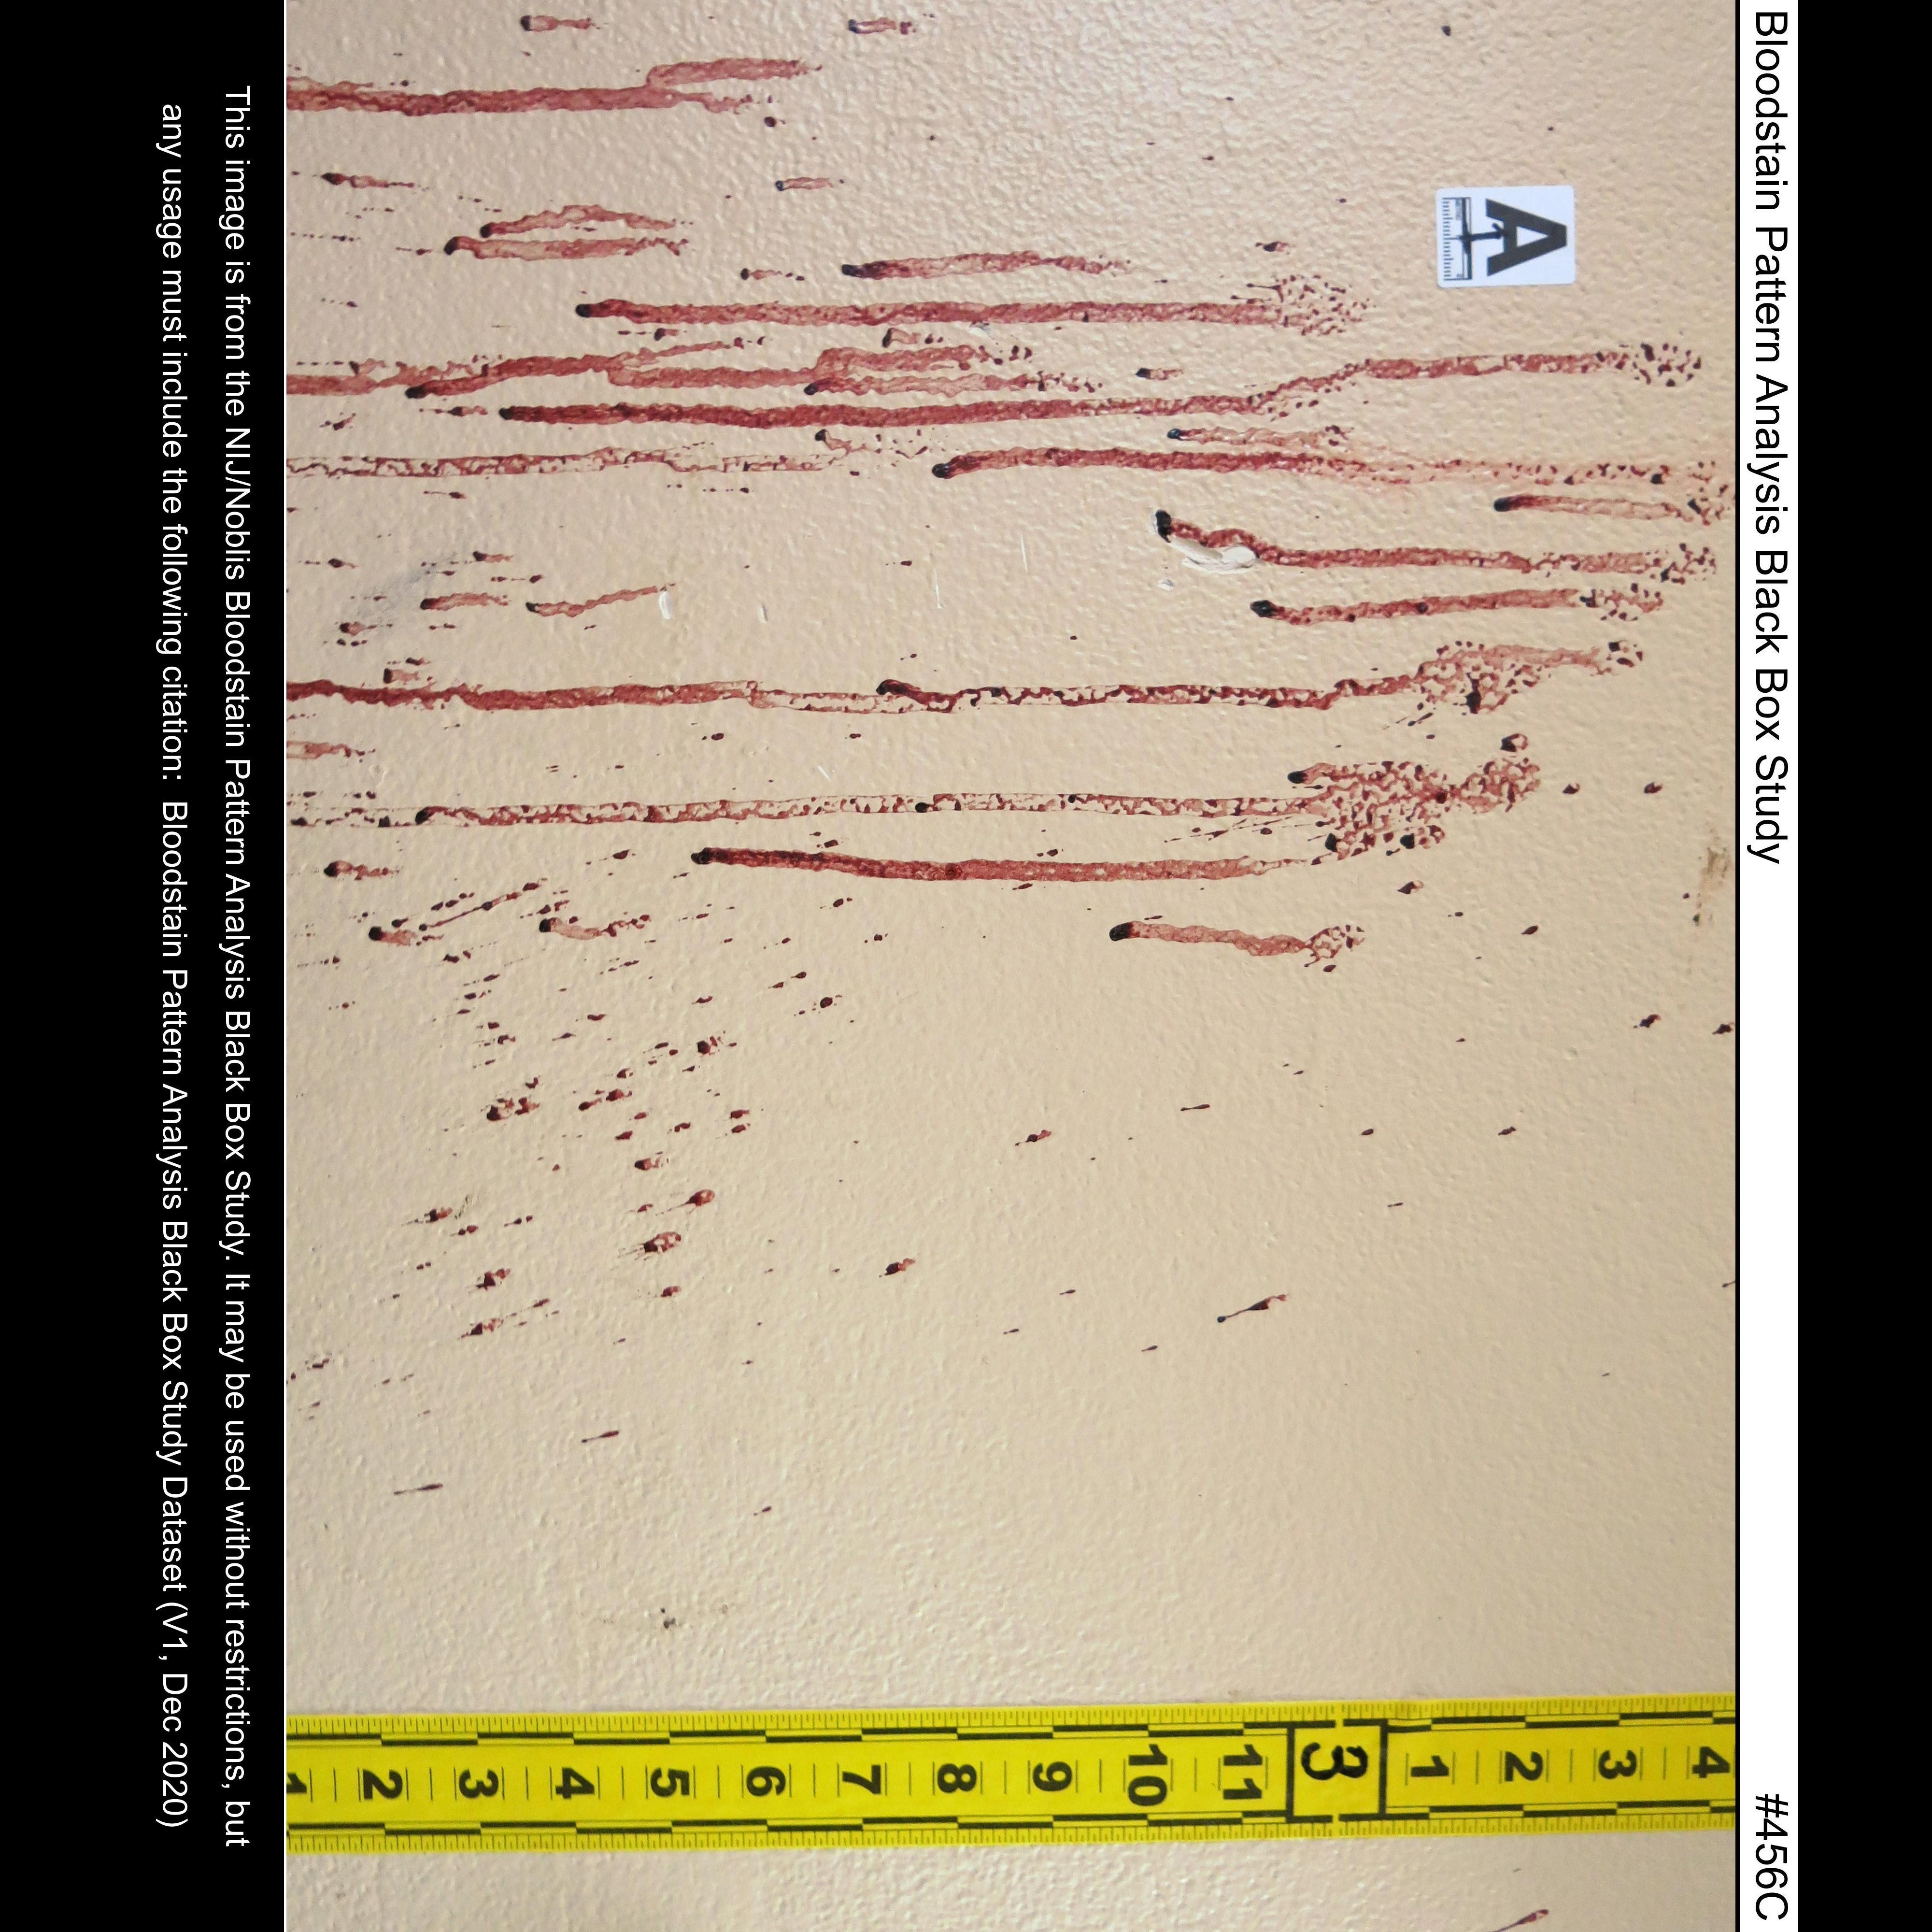 Bloodstain Pattern Analysis Black Box Study #456C
A
1 2 3 4 5 6 7 8 9 10 11 3 1 2 3 4
This image is from the NIJ/Noblis Bloodstain Pattern Analysis Black Box Study. It may be used without restrictions, but
any usage must include the following citation: Bloodstain Pattern Analysis Black Box Study Dataset (V1, Dec 2020)